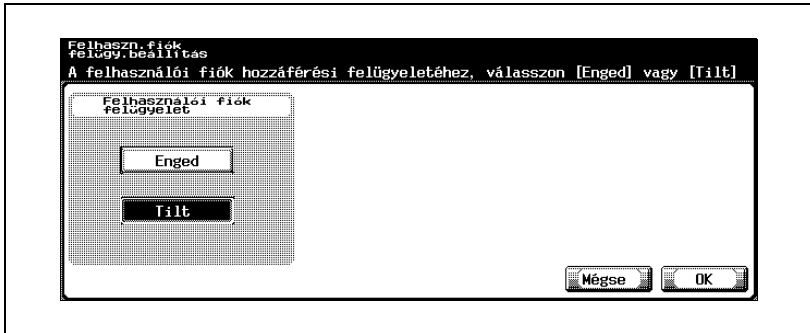 Felhaszn.fiók
felügy.beállítás
A felhasználói fiók hozzáférési felügyeletéhez, válasszon [Enged] vagy [Tilt]
Felhasználói fiók
felügyelet
Enged
Tilt
Mégse OK